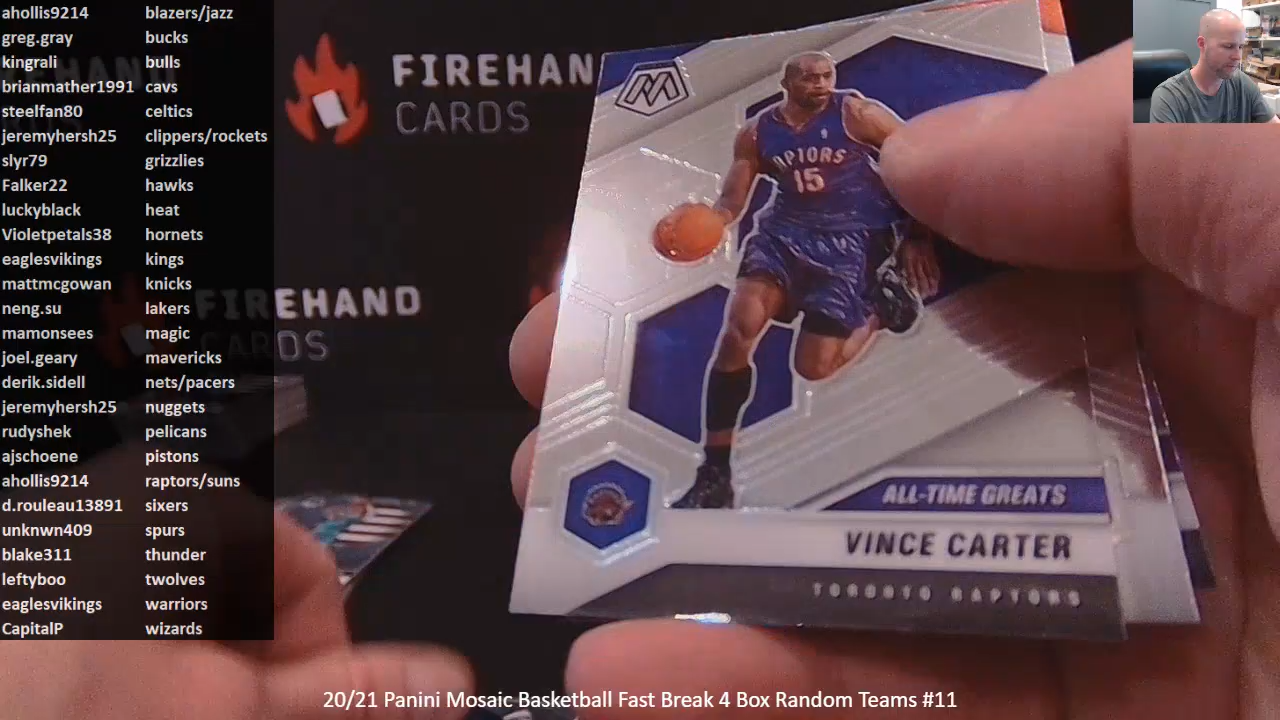 ahollis9214 blazers/jazz
greg.gray bucks
kingrali bulls
brianmather1991 cavs
steelfan80 celtics
jeremyhersh25 clippers/rockets
slyr79 grizzlies
Falker22 hawks
luckyblack heat
Violetpetals38 hornets
eaglesvikings kings
mattmcgowan knicks
neng.su lakers
mamonsees magic
joel.geary mavericks
derik.sidell nets/pacers
jeremyhersh25 nuggets
rudyshek pelicans
ajschoene pistons
ahollis9214 raptors/suns
d.rouleau13891 sixers
unknwn409 spurs
blake311 thunder
leftyboo twolves
eaglesvikings warriors
CapitalP wizards
FIREHAN
CARDS
FIREHAND
CARDS
M
APTORS
15
ALL-TIME GREATS
VINCE CARTER
TORONTO RAPTORS
20/21 Panini Mosaic Basketball Fast Break 4 Box Random Teams #11